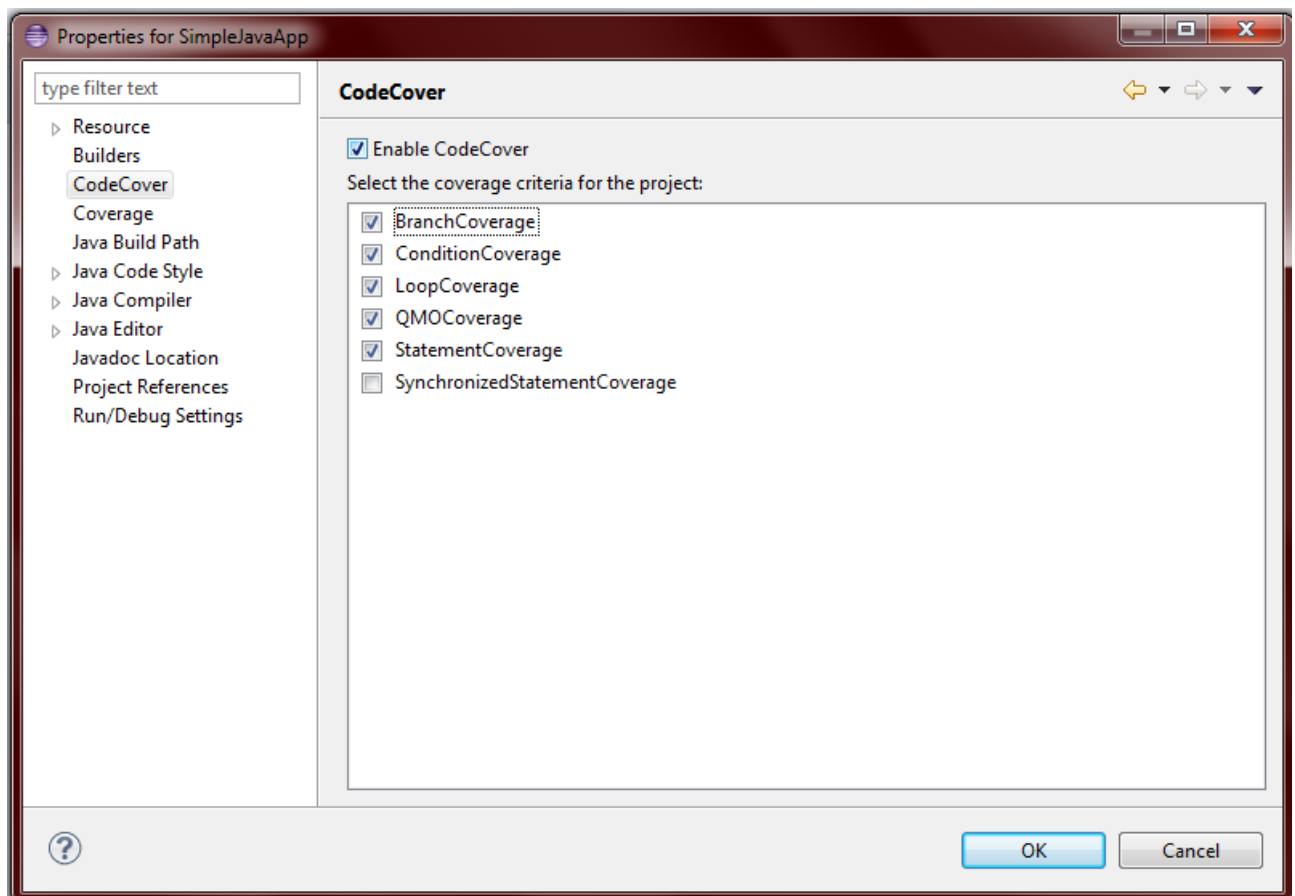 Properties for SimpleJavaApp
type filter text
Resource
Builders
CodeCover
Coverage
Java Build Path
Java Code Style
Java Compiler
Java Editor
Javadoc Location
Project References
Run/Debug Settings
CodeCover
Enable CodeCover
Select the coverage criteria for the project:
BranchCoverage
ConditionCoverage
LoopCoverage
QMOCoverage
StatementCoverage
SynchronizedStatementCoverage
?
OK
Cancel